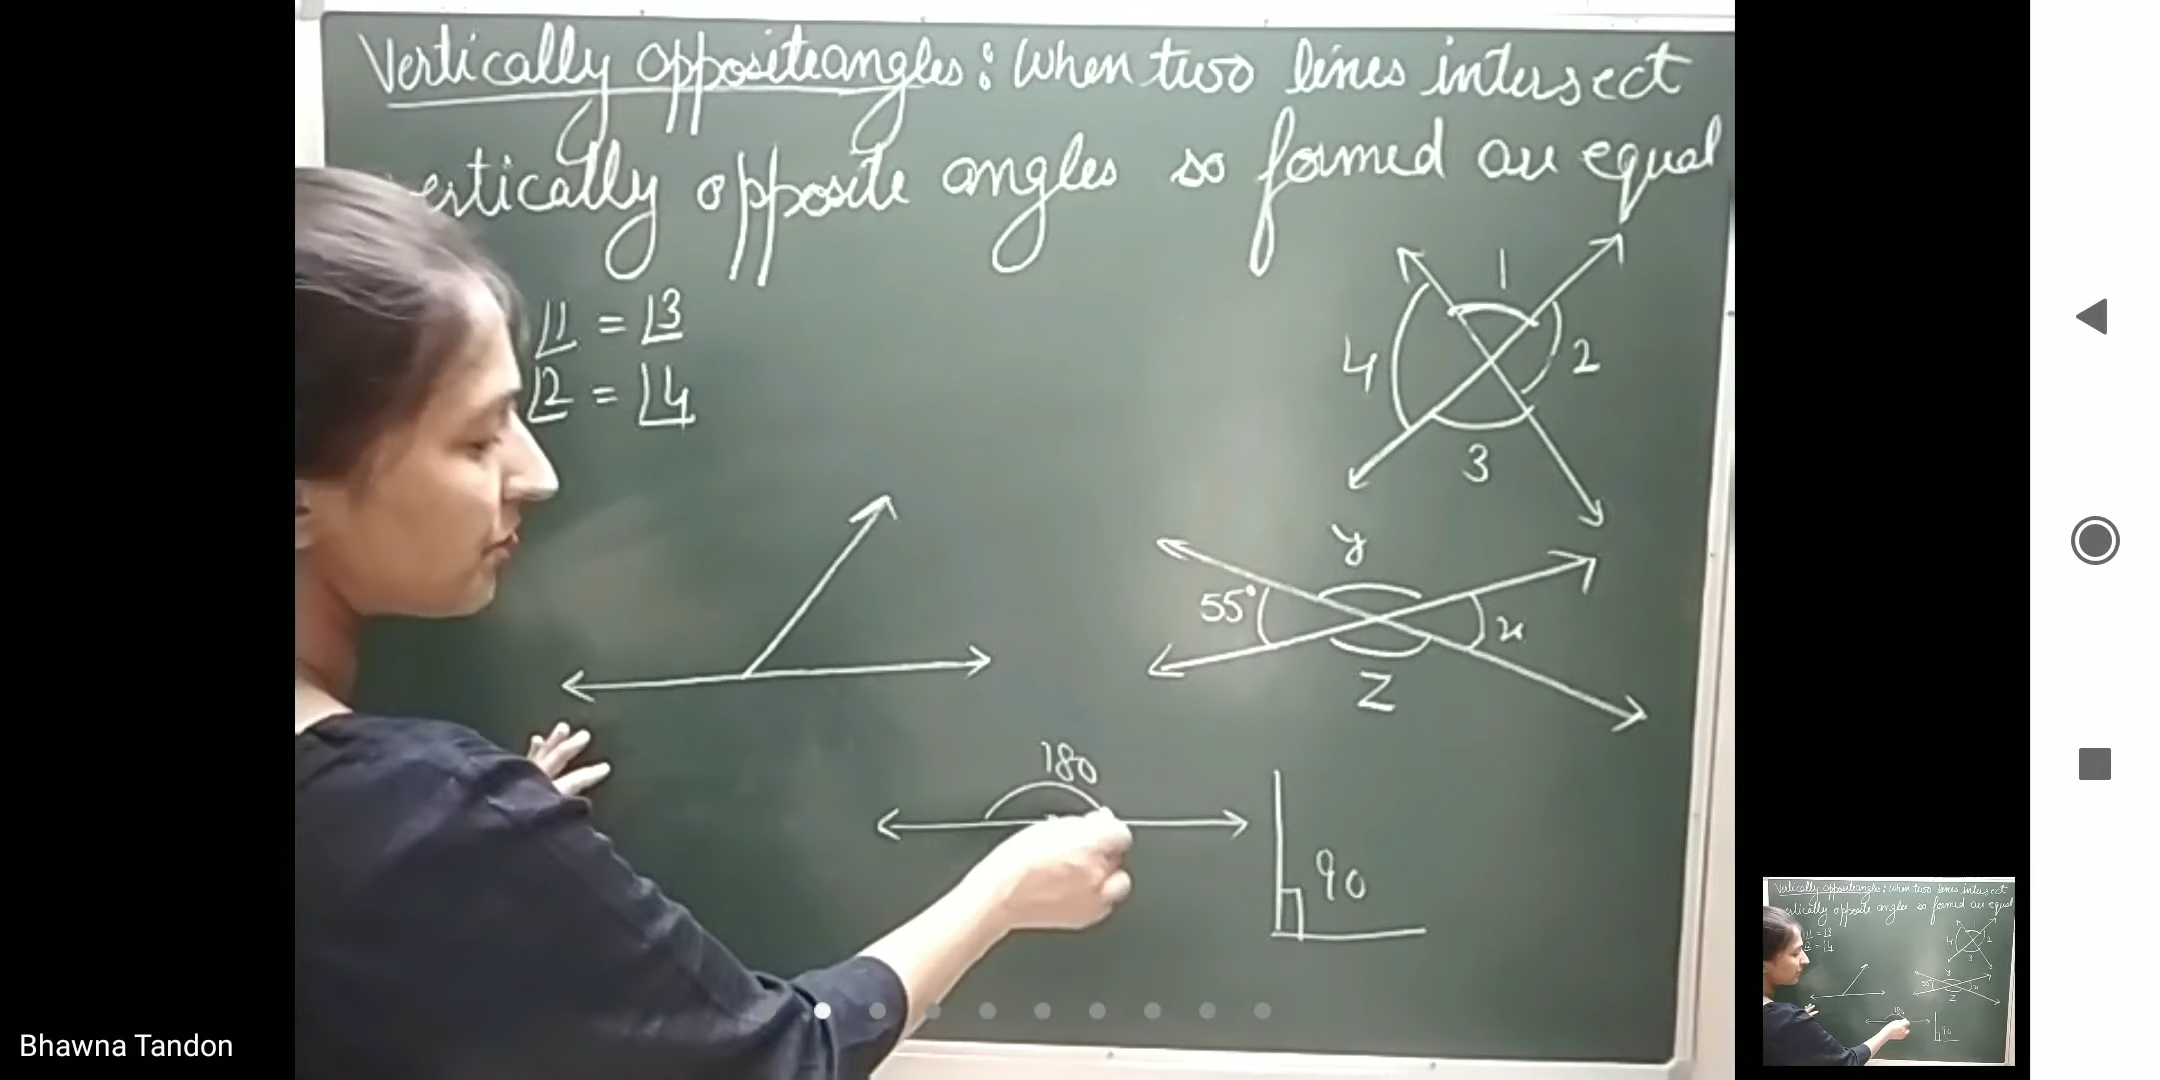 Vertically opposite angles : When two lines intersect
vertically opposite angles so formed are equal
∠1 = ∠3
∠2 = ∠4
1
4
2
3
y
55°
x
z
180
90
Bhawna Tandon